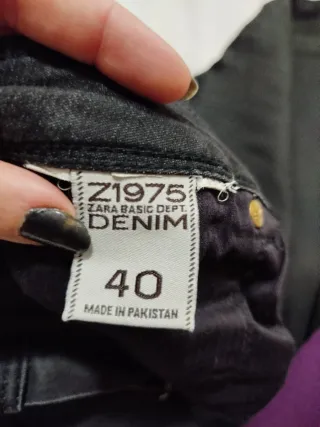 Z1975
ZARA BASIC DEPT.
DENIM
40
MADE IN PAKISTAN